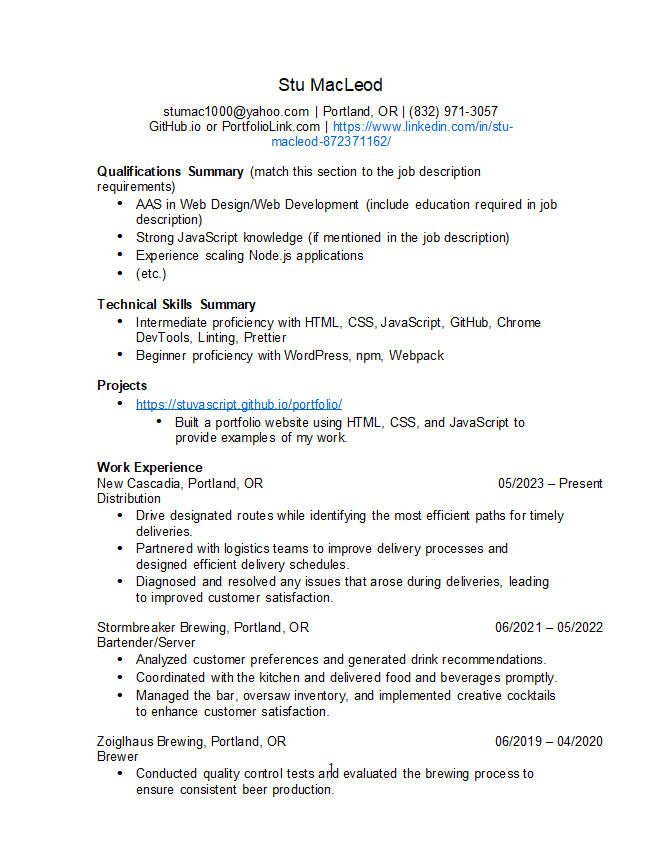 Stu MacLeod
stumac1000@yahoo.com | Portland, OR | (832) 971-3057
GitHub.io or PortfolioLink.com | https://www.linkedin.com/in/stu-
macleod-872371162/
Qualifications Summary (match this section to the job description
requirements)
• AAS in Web Design/Web Development (include education required in job
description)
• Strong JavaScript knowledge (if mentioned in the job description)
• Experience scaling Node.js applications
• (etc.)
Technical Skills Summary
• Intermediate proficiency with HTML, CSS, JavaScript, GitHub, Chrome
DevTools, Linting, Prettier
• Beginner proficiency with WordPress, npm, Webpack
Projects
• https://stuvascript.github.io/portfolio/
• Built a portfolio website using HTML, CSS, and JavaScript to
provide examples of my work.
Work Experience
New Cascadia, Portland, OR 05/2023 – Present
Distribution
• Drive designated routes while identifying the most efficient paths for timely
deliveries.
• Partnered with logistics teams to improve delivery processes and
designed efficient delivery schedules.
• Diagnosed and resolved any issues that arose during deliveries, leading
to improved customer satisfaction.
Stormbreaker Brewing, Portland, OR 06/2021 – 05/2022
Bartender/Server
• Analyzed customer preferences and generated drink recommendations.
• Coordinated with the kitchen and delivered food and beverages promptly.
• Managed the bar, oversaw inventory, and implemented creative cocktails
to enhance customer satisfaction.
Zoiglhaus Brewing, Portland, OR 06/2019 – 04/2020
Brewer
• Conducted quality control tests and evaluated the brewing process to
ensure consistent beer production.
1